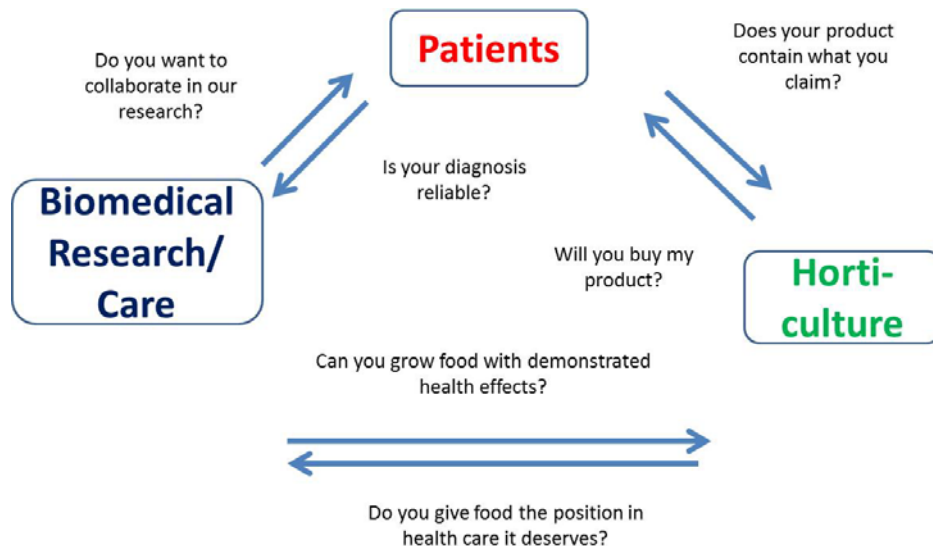 Patients
Do you want to
collaborate in our
research?
Does your product
contain what you
claim?
Is your diagnosis
reliable?
Biomedical
Research/
Care
Will you buy my
product?
Horti-
culture
Can you grow food with demonstrated
health effects?
Do you give food the position in
health care it deserves?